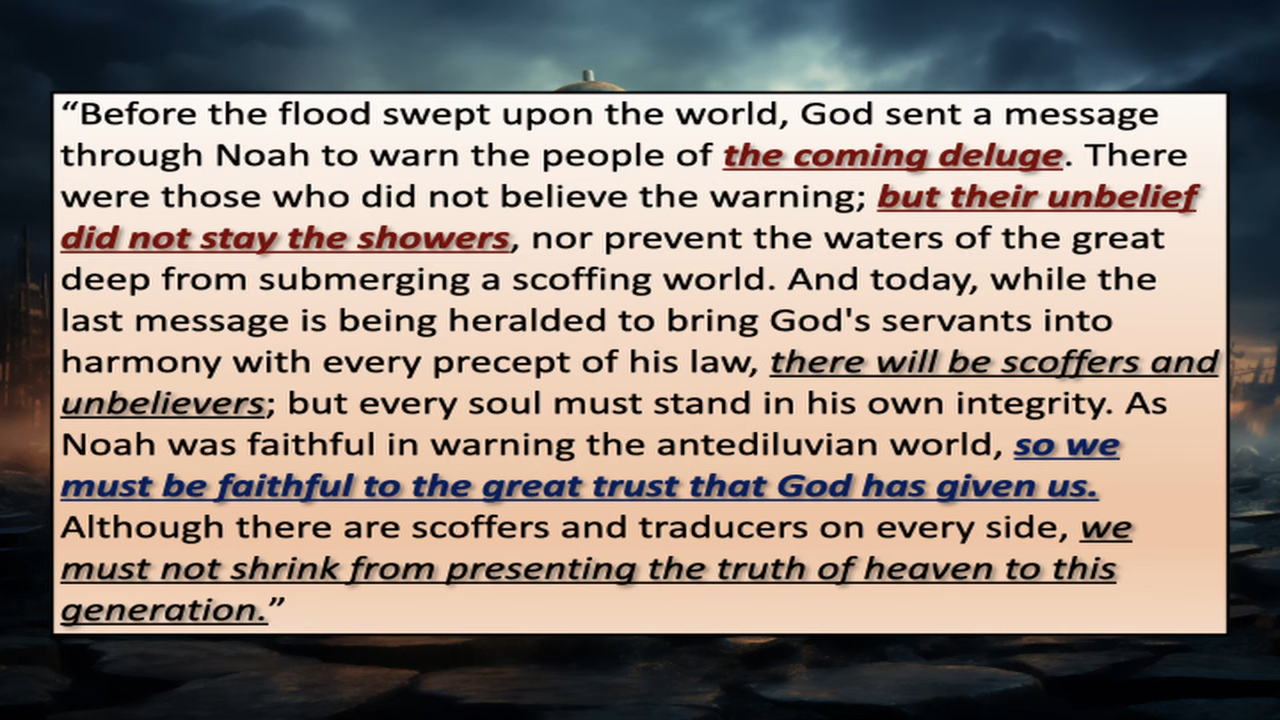 “Before the flood swept upon the world, God sent a message
through Noah to warn the people of the coming deluge. There
were those who did not believe the warning; but their unbelief
did not stay the showers, nor prevent the waters of the great
deep from submerging a scoffing world. And today, while the
last message is being heralded to bring God's servants into
harmony with every precept of his law, there will be scoffers and
unbelievers; but every soul must stand in his own integrity. As
Noah was faithful in warning the antediluvian world, so we
must be faithful to the great trust that God has given us.
Although there are scoffers and traducers on every side, we
must not shrink from presenting the truth of heaven to this
generation.”